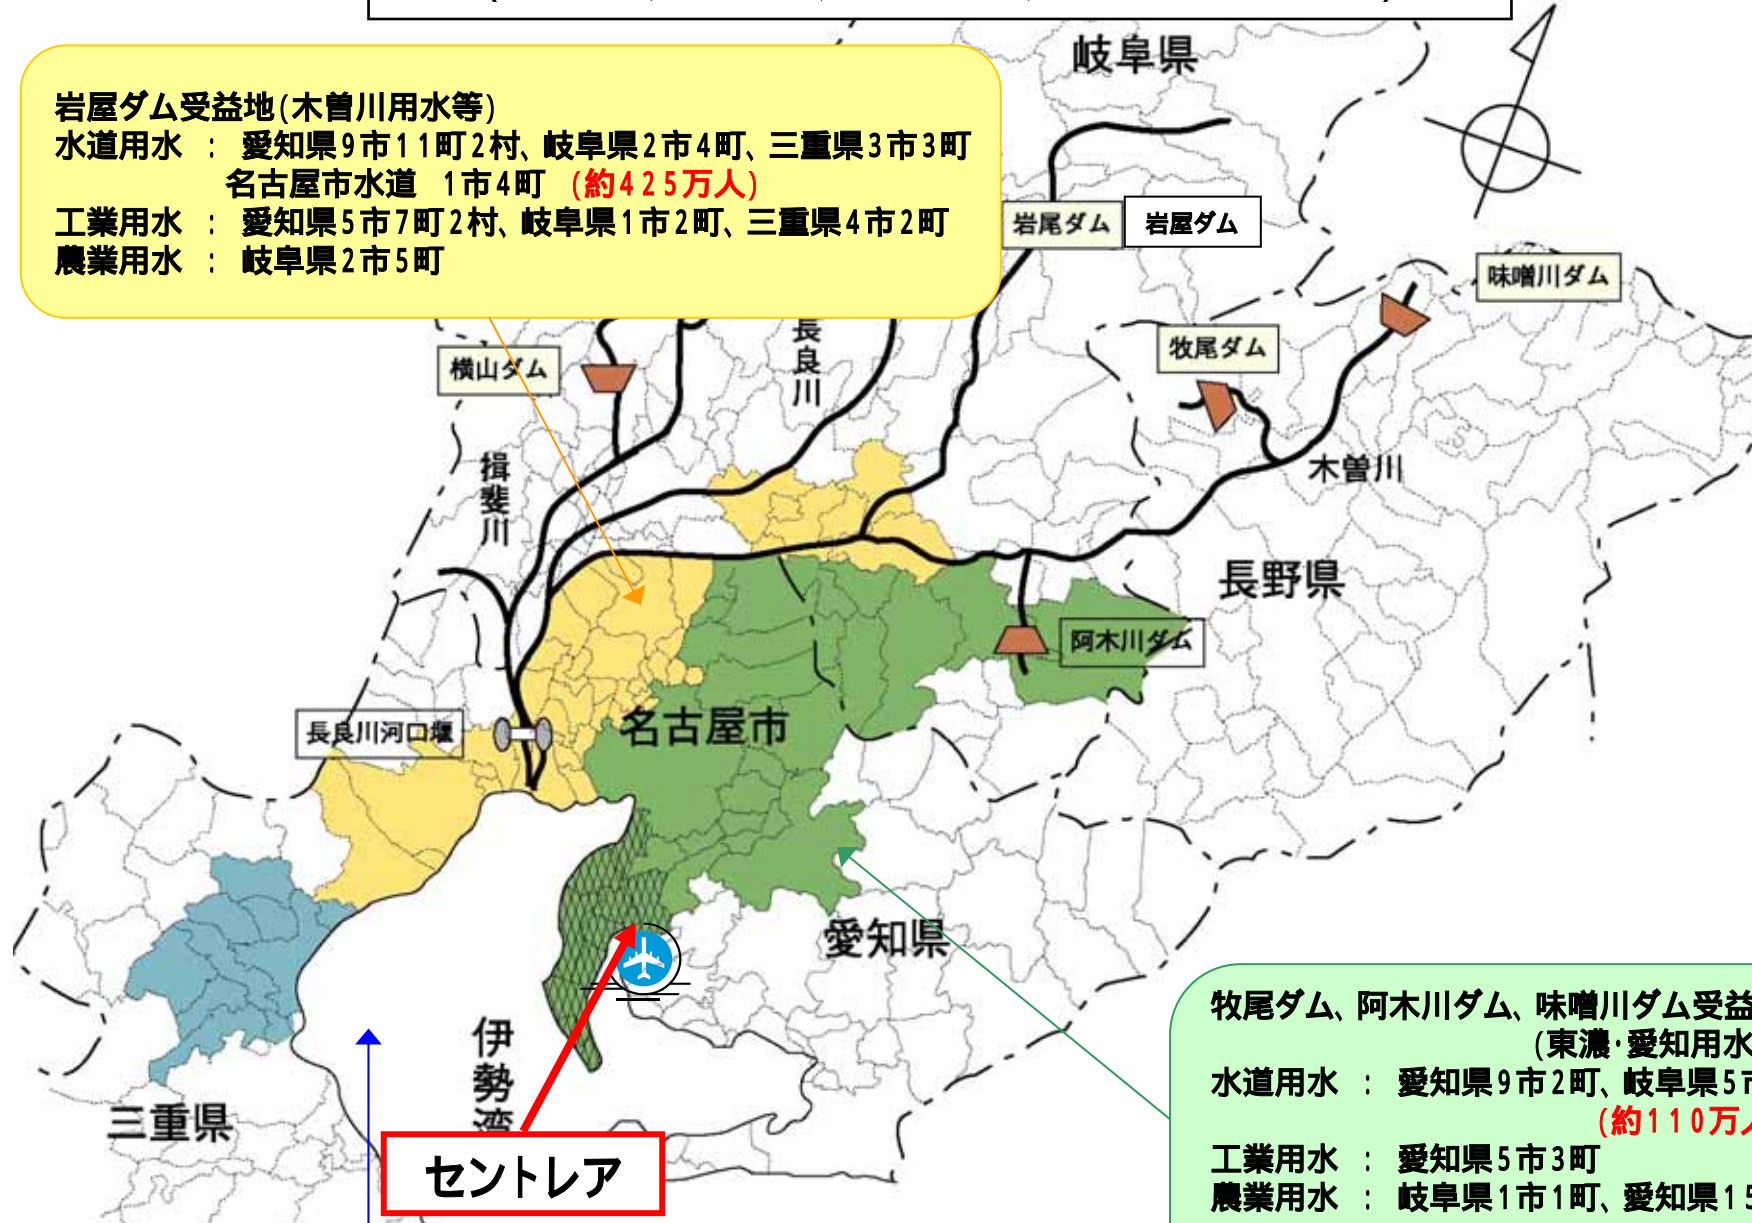 岐阜県
岩屋ダム受益地(木曽川用水等)
水道用水 : 愛知県9市11町2村、岐阜県2市4町、三重県3市3町
名古屋市水道 1市4町 (約425万人)
工業用水 : 愛知県5市7町2村、岐阜県1市2町、三重県4市2町
農業用水 : 岐阜県2市5町
岩尾ダム
岩屋ダム
味噌川ダム
牧尾ダム
長良川
横山ダム
揖斐川
木曽川
長野県
阿木川ダム
名古屋市
長良川河口堰
愛知県
伊勢湾
三重県
セントレア
牧尾ダム、阿木川ダム、味噌川ダム受益
(東濃・愛知用水
水道用水 : 愛知県9市2町、岐阜県5市
(約110万人
工業用水 : 愛知県5市3町
農業用水 : 岐阜県1市1町、愛知県15